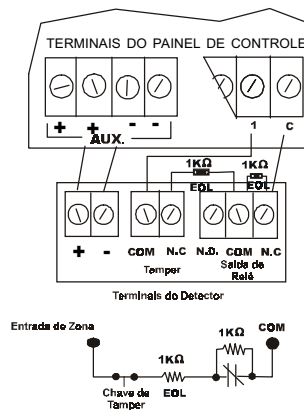 TERMINAIS DO PAINEL DE CONTROLE
+ + - -
AUX.
1 C
1KΩ 1KΩ
EOL EOL
+ - COM N.C N.D. COM N.C
Tamper Saída de
Relé
Terminais do Detector
Entrada de Zona COM
1KΩ
1KΩ
Chave de EOL
Tamper